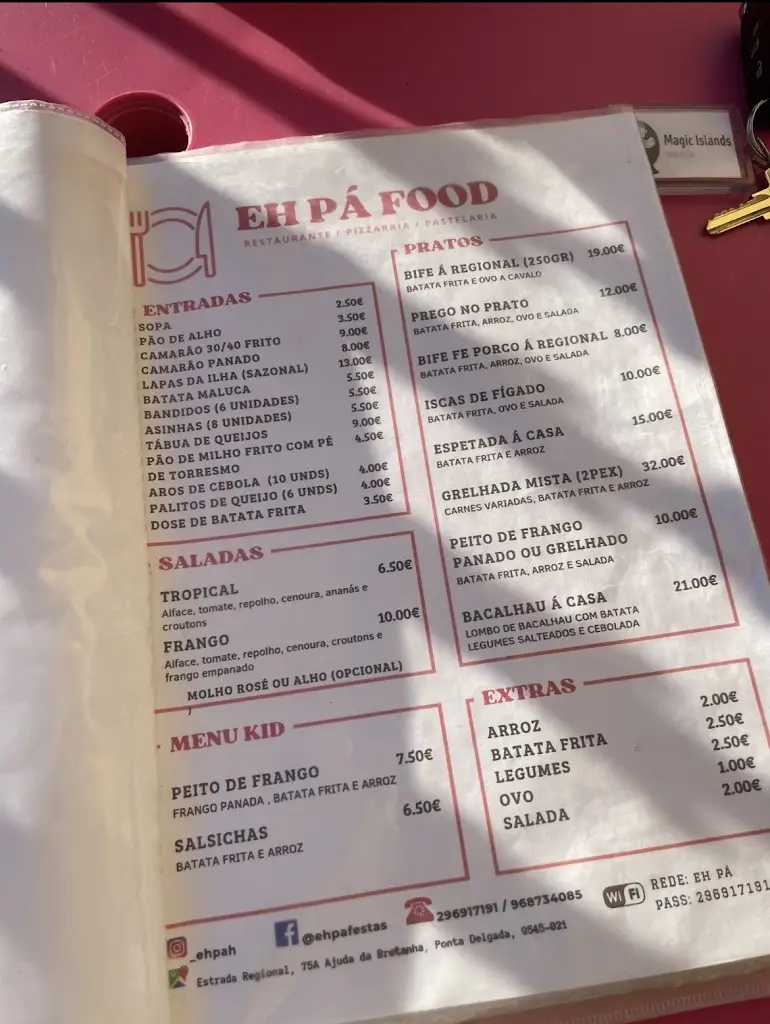 Magic Islands
EH PÁ FOOD
RESTAURANTE / PIZZARRIA / PASTELARIA
ENTRADAS
SOPA 2.50€
PÃO DE ALHO 3.50€
CAMARÃO 30/40 FRITO 9.00€
CAMARÃO PANADO 8.00€
LAPAS DA ILHA (SAZONAL) 13.00€
BATATA MALUCA 5.50€
BANDIDOS (6 UNIDADES) 5.50€
ASINHAS (8 UNIDADES) 5.50€
TÁBUA DE QUEIJOS 9.00€
PÃO DE MILHO FRITO COM PÉ 4.50€
DE TORRESMO
AROS DE CEBOLA (10 UNDS) 4.00€
PALITOS DE QUEIJO (6 UNDS) 4.00€
DOSE DE BATATA FRITA 3.50€
SALADAS
TROPICAL 6.50€
Alface, tomate, repolho, cenoura, ananás e
croutons
FRANGO 10.00€
Alface, tomate, repolho, cenoura, croutons e
frango empanado
MOLHO ROSÉ OU ALHO (OPCIONAL)
)
MENU KID
PEITO DE FRANGO 7.50€
FRANGO PANADA , BATATA FRITA E ARROZ
SALSICHAS 6.50€
BATATA FRITA E ARROZ
PRATOS
BIFE Á REGIONAL (250GR) 19.00€
BATATA FRITA E OVO A CAVALO
PREGO NO PRATO 12.00€
BATATA FRITA, ARROZ, OVO E SALADA
BIFE FE PORCO Á REGIONAL 8.00€
BATATA FRITA, ARROZ, OVO E SALADA
ISCAS DE FÍGADO 10.00€
BATATA FRITA, OVO E SALADA
ESPETADA Á CASA 15.00€
BATATA FRITA E ARROZ
GRELHADA MISTA (2PEX) 32.00€
CARNES VARIADAS, BATATA FRITA E ARROZ
PEITO DE FRANGO
PANADO OU GRELHADO 10.00€
BATATA FRITA, ARROZ E SALADA
BACALHAU Á CASA 21.00€
LOMBO DE BACALHAU COM BATATA
LEGUMES SALTEADOS E CEBOLADA
EXTRAS
ARROZ 2.00€
BATATA FRITA 2.50€
LEGUMES 2.50€
OVO 1.00€
SALADA 2.00€
_ehpah
@ehpafestas
296917191 / 968734085
WiFi
REDE: EH PÁ
PASS: 296917191
Estrada Regional, 75A Ajuda da Bretanha, Ponta Delgada, 9545-021